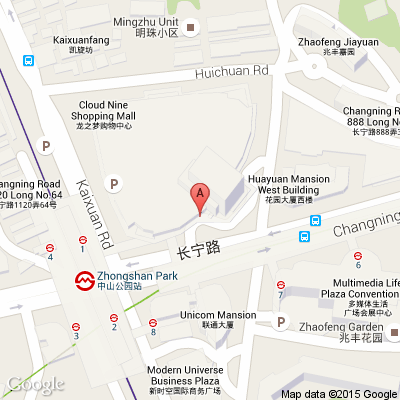 Mingzhu Unit
明珠小区
Kaixuanfang
凯旋坊
Zhaofeng Jiayuan
兆丰嘉园
Huichuan Rd
Cloud Nine
Shopping Mall
龙之梦购物中心
P
Changning R
888 Long No
长宁路888弄
P
P
Huayuan Mansion
West Building
花园大厦西楼
A
anging Road
20 Long No.64
宁路1120弄64号
Kaixuan Rd
长宁路
Changning
4
1
Zhongshan Park
中山公园站
2
3
8
7
Unicom Mansion
联通大厦
Multimedia Life
Plaza Convention
多媒体生活
广场会展中心
P
Zhaofeng Garden
兆丰花园
Modern Universe
Business Plaza
新时空国际商务广场
Google
Map data ©2015 Google